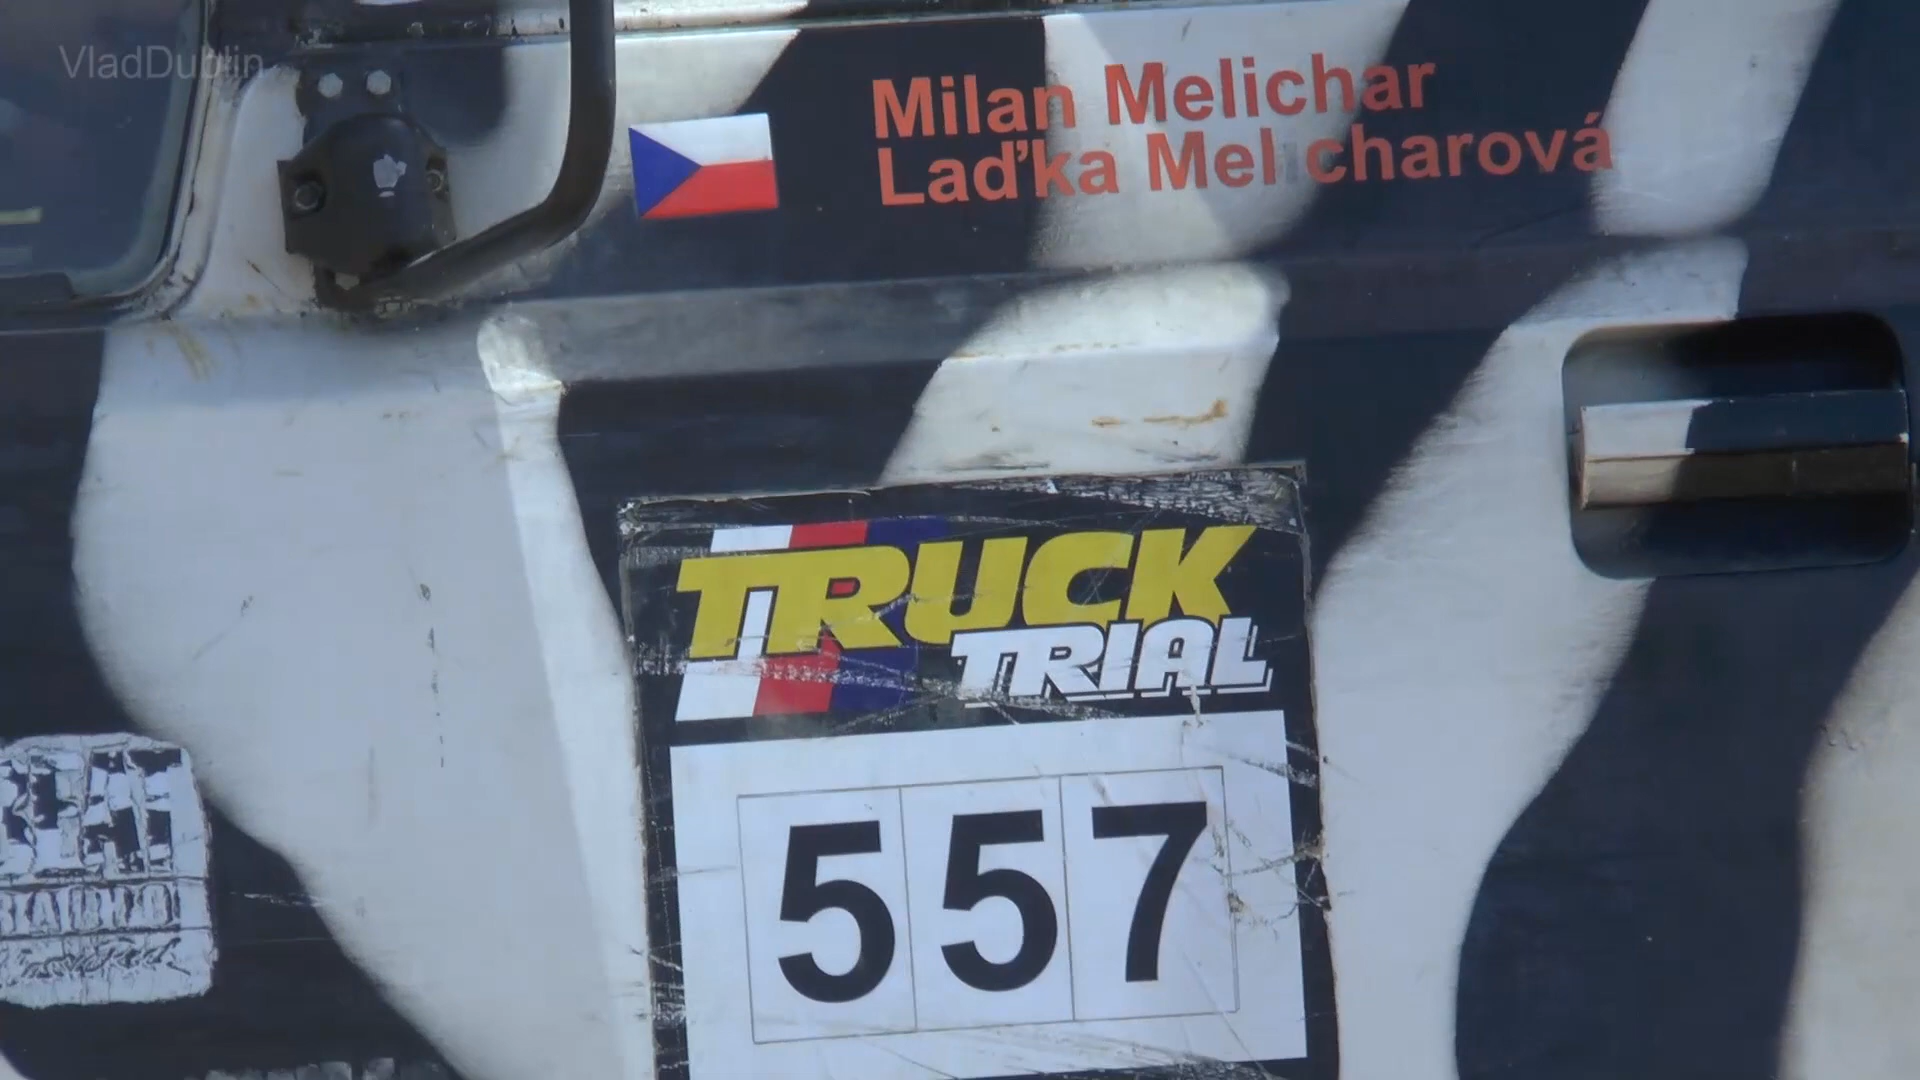 VladDublin
Milan Melichar
Laďka Melicharová
TRUCK
TRIAL
557